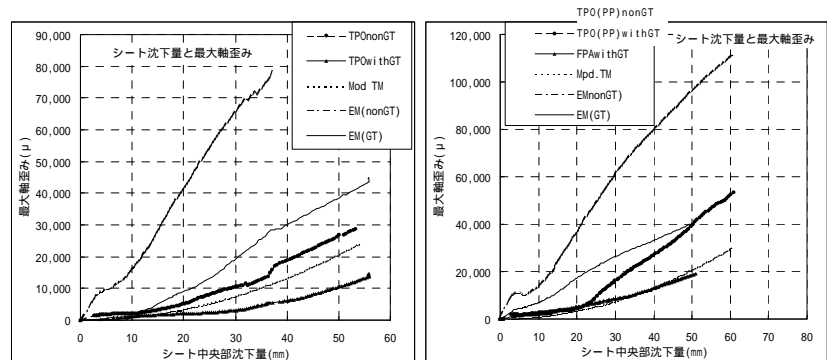 シート沈下量と最大軸歪み
TPOnonGT
TPOwithGT
Mod TM
EM(nonGT)
EM(GT)
90,000
80,000
70,000
60,000
50,000
40,000
30,000
20,000
10,000
0
0 10 20 30 40 50 60
最大軸歪み(μ)
シート中央部沈下量(mm)
TPO(PP)nonGT
TPO(PP)withGT
FPAwithGT
Mpd.TM
EMnonGT)
EM(GT)
シート沈下量と最大軸歪み
120,000
100,000
80,000
60,000
40,000
20,000
0
0 10 20 30 40 50 60 70 80
最大軸歪み(μ)
シート中央部沈下量(mm)